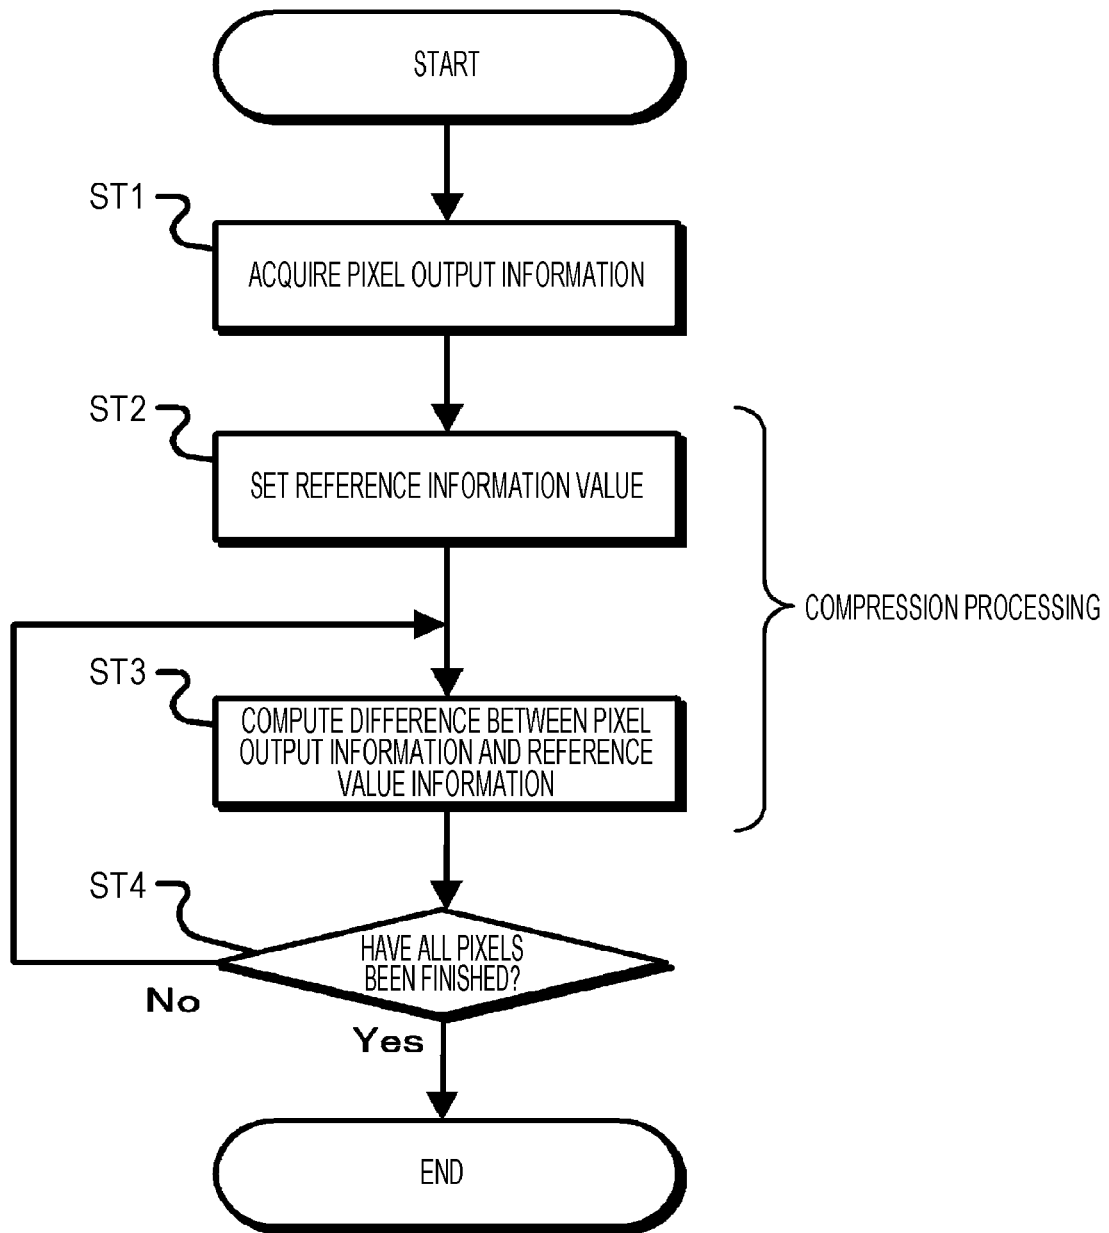 START
ST1
ACQUIRE PIXEL OUTPUT INFORMATION
ST2
SET REFERENCE INFORMATION VALUE
COMPRESSION PROCESSING
ST3
COMPUTE DIFFERENCE BETWEEN PIXEL
OUTPUT INFORMATION AND REFERENCE
VALUE INFORMATION
ST4
HAVE ALL PIXELS
BEEN FINISHED?
No
Yes
END